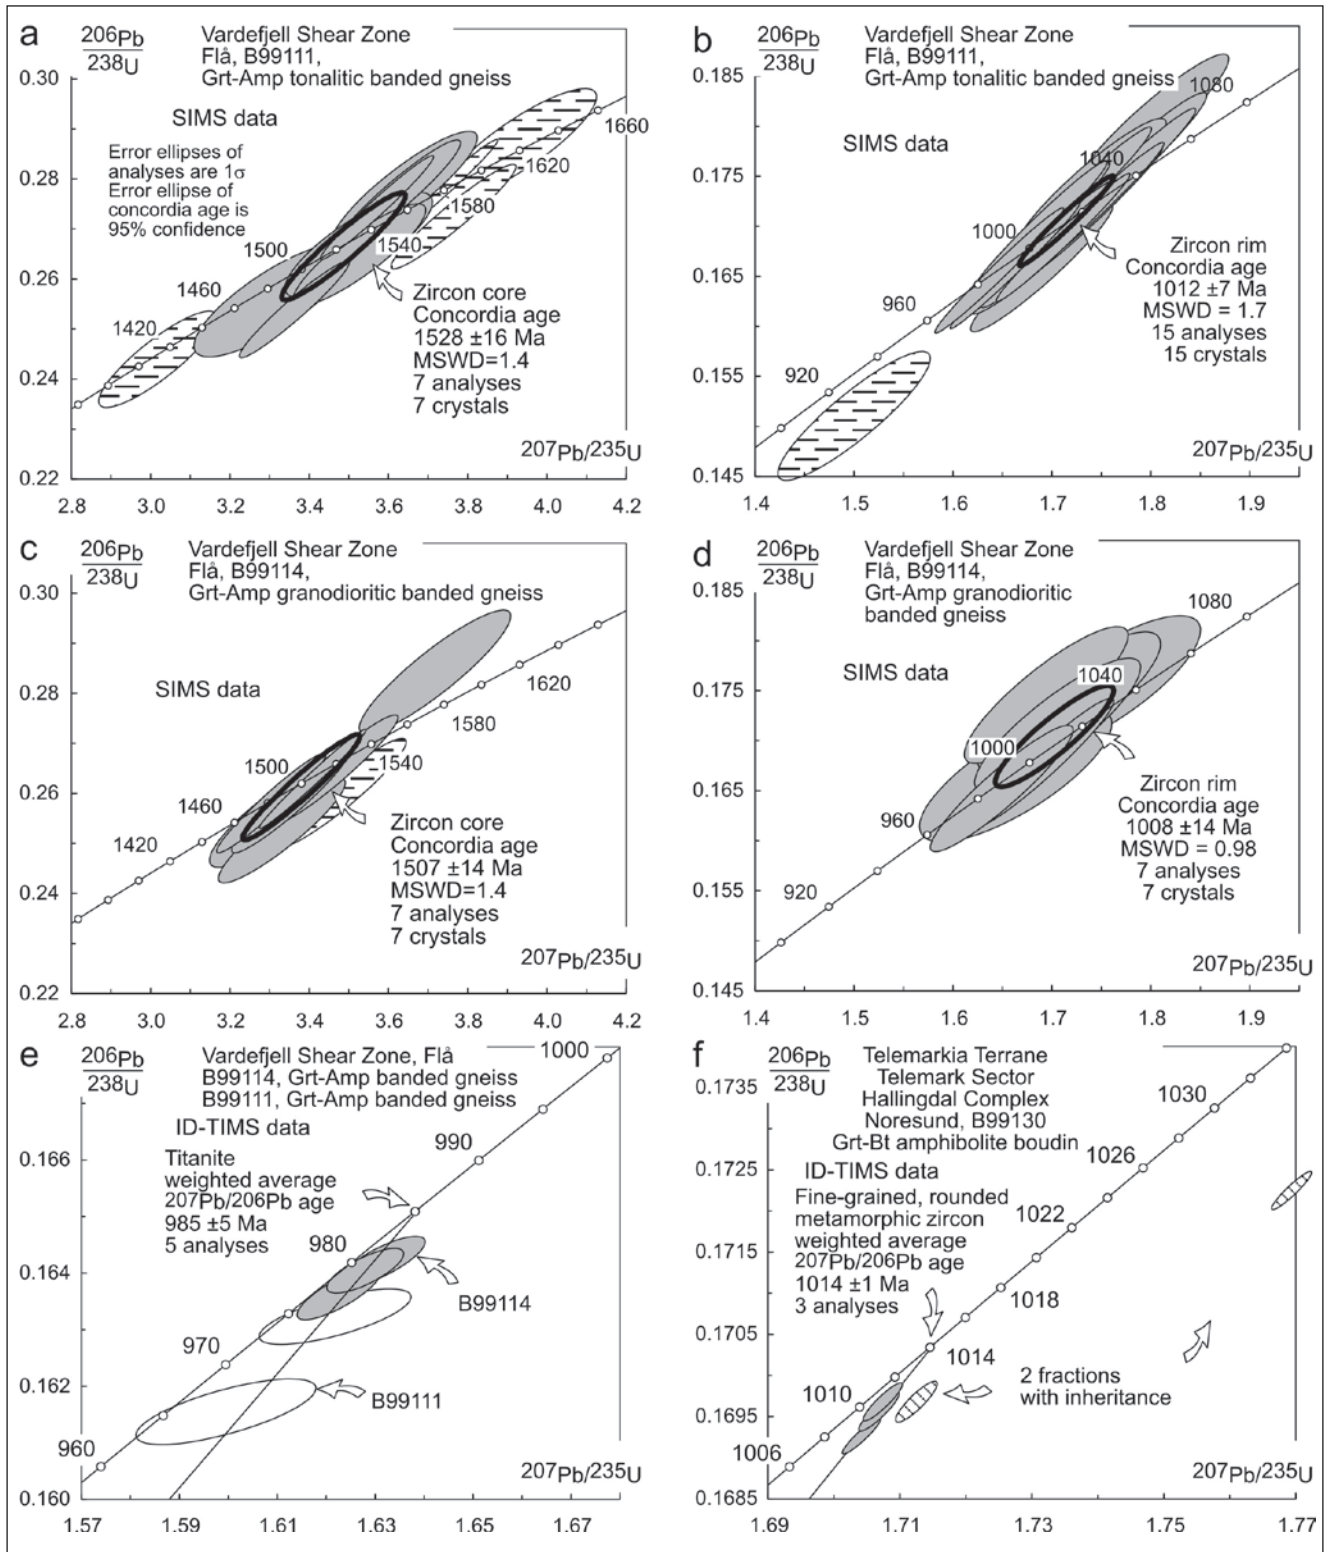 a
206Pb
238U
Vardefjell Shear Zone
Flå, B99111,
Grt-Amp tonalitic banded gneiss
SIMS data
Error ellipses of
analyses are 1σ
Error ellipse of
concordia age is
95% confidence
0.30
0.28
0.26
0.24
0.22
1420
1460
1500
1540
1580
1620
1660
Zircon core
Concordia age
1528 ±16 Ma
MSWD=1.4
7 analyses
7 crystals
207Pb/235U
2.8 3.0 3.2 3.4 3.6 3.8 4.0 4.2
b
206Pb
238U
Vardefjell Shear Zone
Flå, B99111,
Grt-Amp tonalitic banded gneiss
SIMS data
0.185
0.175
0.165
0.155
0.145
920
960
1000
1040
1080
Zircon rim
Concordia age
1012 ±7 Ma
MSWD = 1.7
15 analyses
15 crystals
207Pb/235U
1.4 1.5 1.6 1.7 1.8 1.9
c
206Pb
238U
Vardefjell Shear Zone
Flå, B99114,
Grt-Amp granodioritic banded gneiss
SIMS data
0.30
0.28
0.26
0.24
0.22
1420
1460
1500
1540
1580
1620
Zircon core
Concordia age
1507 ±14 Ma
MSWD=1.4
7 analyses
7 crystals
207Pb/235U
2.8 3.0 3.2 3.4 3.6 3.8 4.0 4.2
d
206Pb
238U
Vardefjell Shear Zone
Flå, B99114,
Grt-Amp granodioritic
banded gneiss
SIMS data
0.185
0.175
0.165
0.155
0.145
920
960
1000
1040
1080
Zircon rim
Concordia age
1008 ±14 Ma
MSWD = 0.98
7 analyses
7 crystals
207Pb/235U
1.4 1.5 1.6 1.7 1.8 1.9
e
206Pb
238U
Vardefjell Shear Zone, Flå
B99114, Grt-Amp banded gneiss
B99111, Grt-Amp banded gneiss
ID-TIMS data
Titanite
weighted average
207Pb/206Pb age
985 ±5 Ma
5 analyses
0.166
0.164
0.162
0.160
960
970
980
990
1000
B99114
B99111
207Pb/235U
1.57 1.59 1.61 1.63 1.65 1.67
f
206Pb
238U
Telemarkia Terrane
Telemark Sector
Hallingdal Complex
Noresund, B99130
Grt-Bt amphibolite boudin
ID-TIMS data
Fine-grained, rounded
metamorphic zircon
weighted average
207Pb/206Pb age
1014 ±1 Ma
3 analyses
0.1735
0.1725
0.1715
0.1705
0.1695
0.1685
1006
1010
1014
1018
1022
1026
1030
2 fractions
with inheritance
207Pb/235U
1.69 1.71 1.73 1.75 1.77